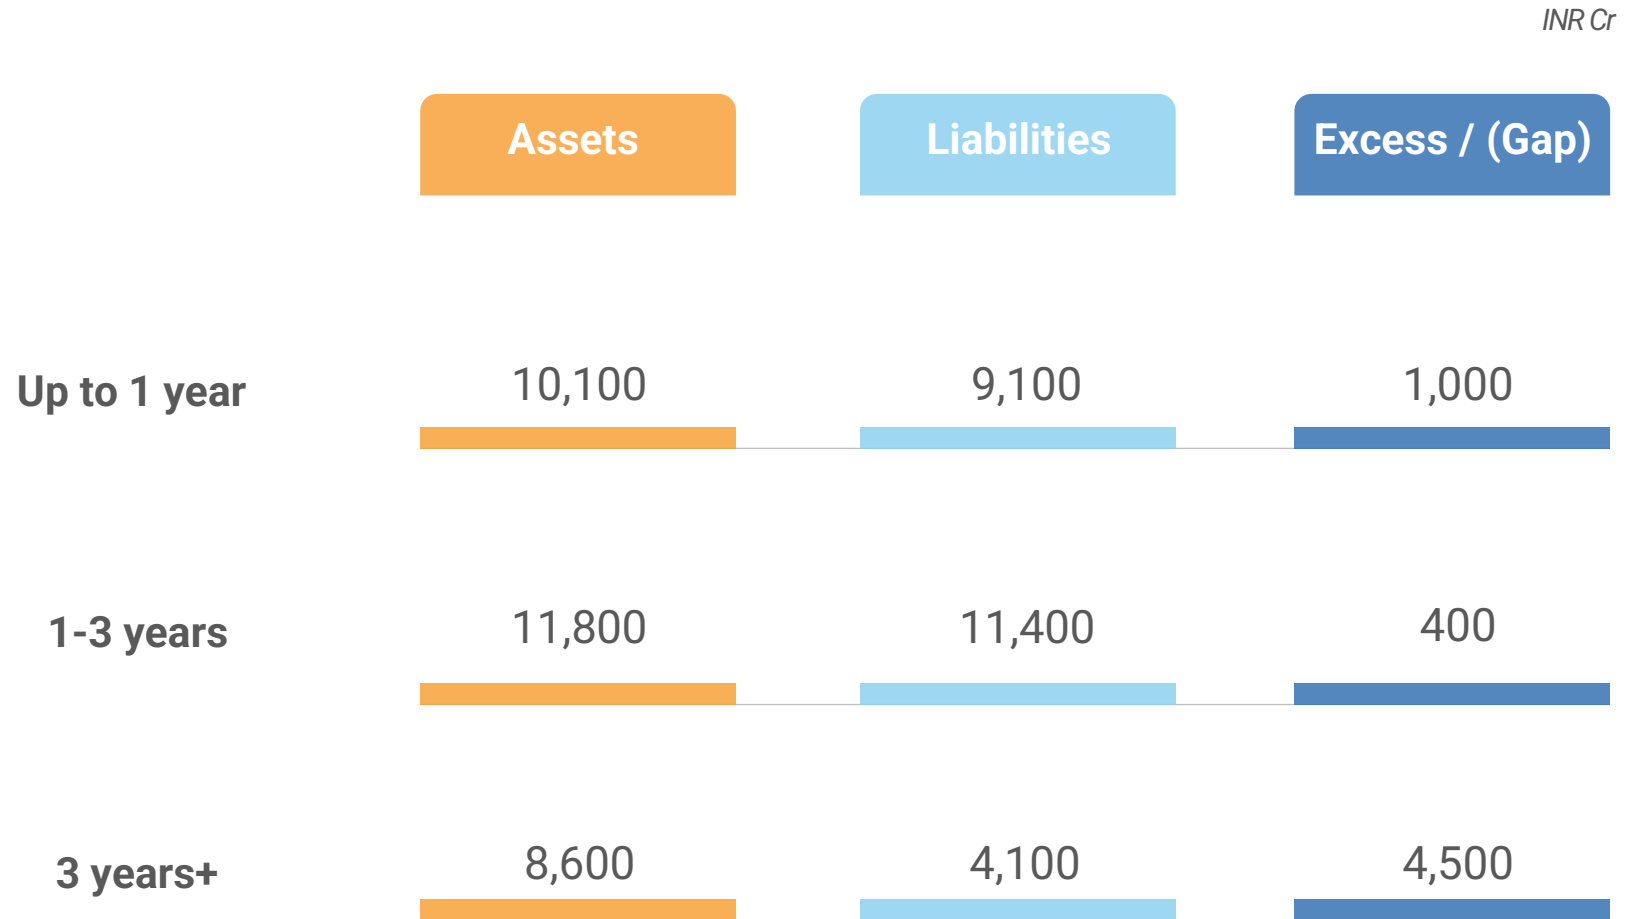 INR Cr
Assets Liabilities Excess / (Gap)
Up to 1 year 10,100 9,100 1,000
1-3 years 11,800 11,400 400
3 years+ 8,600 4,100 4,500